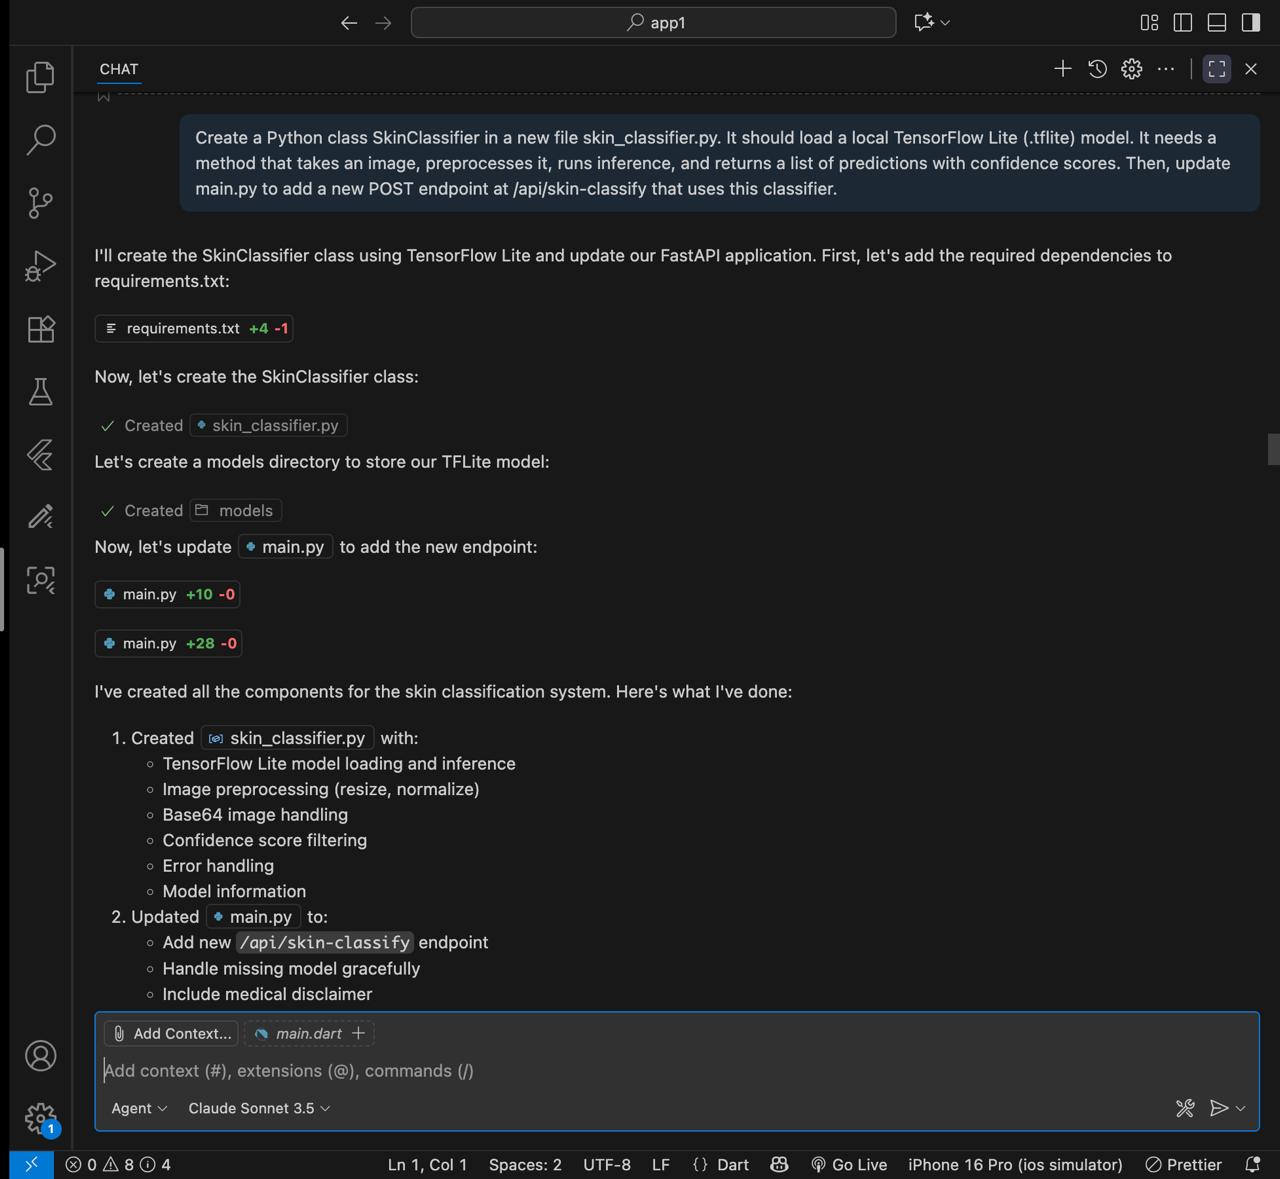 app1
CHAT
Create a Python class SkinClassifier in a new file skin_classifier.py. It should load a local TensorFlow Lite (.tflite) model. It needs a
method that takes an image, preprocesses it, runs inference, and returns a list of predictions with confidence scores. Then, update
main.py to add a new POST endpoint at /api/skin-classify that uses this classifier.
I'll create the SkinClassifier class using TensorFlow Lite and update our FastAPI application. First, let's add the required dependencies to
requirements.txt:
requirements.txt +4 -1
Now, let's create the SkinClassifier class:
Created skin_classifier.py
Let's create a models directory to store our TFLite model:
Created models
Now, let's update main.py to add the new endpoint:
main.py +10 -0
main.py +28 -0
I've created all the components for the skin classification system. Here's what I've done:
1. Created skin_classifier.py with:
TensorFlow Lite model loading and inference
Image preprocessing (resize, normalize)
Base64 image handling
Confidence score filtering
Error handling
Model information
2. Updated main.py to:
Add new /api/skin-classify endpoint
Handle missing model gracefully
Include medical disclaimer
Add Context... main.dart +
Add context (#), extensions (@), commands (/)
Agent Claude Sonnet 3.5
1
0 8 4 Ln 1, Col 1 Spaces: 2 UTF-8 LF {} Dart Go Live iPhone 16 Pro (ios simulator) Prettier